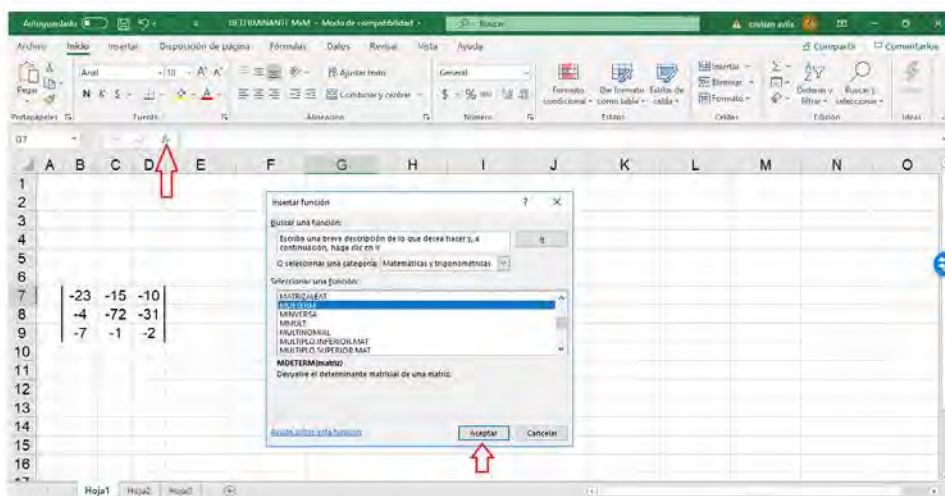 Autoguardado DETERMINANTE MxM - Modo de compatibilidad Buscar cristian avila
Archivo Inicio Insertar Disposición de página Fórmulas Datos Revisar Vista Ayuda Compartir Comentarios
Pegar Arial 10 A A Ajustar texto General Formato condicional Dar formato como tabla Estilos de celda Insertar Eliminar Formato Ordenar y filtrar Buscar y seleccionar
N K S A Combinar y centrar $ % 000
Portapapeles Fuente Alineación Número Estilos Celdas Edición Ideas
G7 fx
A B C D E F G H I J K L M N O
1
2
Insertar función ? X
3
Buscar una función:
4
Escriba una breve descripción de lo que desea hacer y, a continuación, haga clic en Ir
Ir
5
O seleccionar una categoría: Matemáticas y trigonométricas
6
Seleccionar una función:
7 -23 -15 -10
MATRIZALEAT
MDETERM
8 -4 -72 -31
MINVERSA
MMULT
9 -7 -1 -2
MULTINOMIAL
MULTIPLO.INFERIOR.MAT
10
MULTIPLO.SUPERIOR.MAT
MDETERM(matriz)
11
Devuelve el determinante matricial de una matriz.
12
13
14
Ayuda sobre esta función Aceptar Cancelar
15
16
17
Hoja1 Hoja2 Hoja3